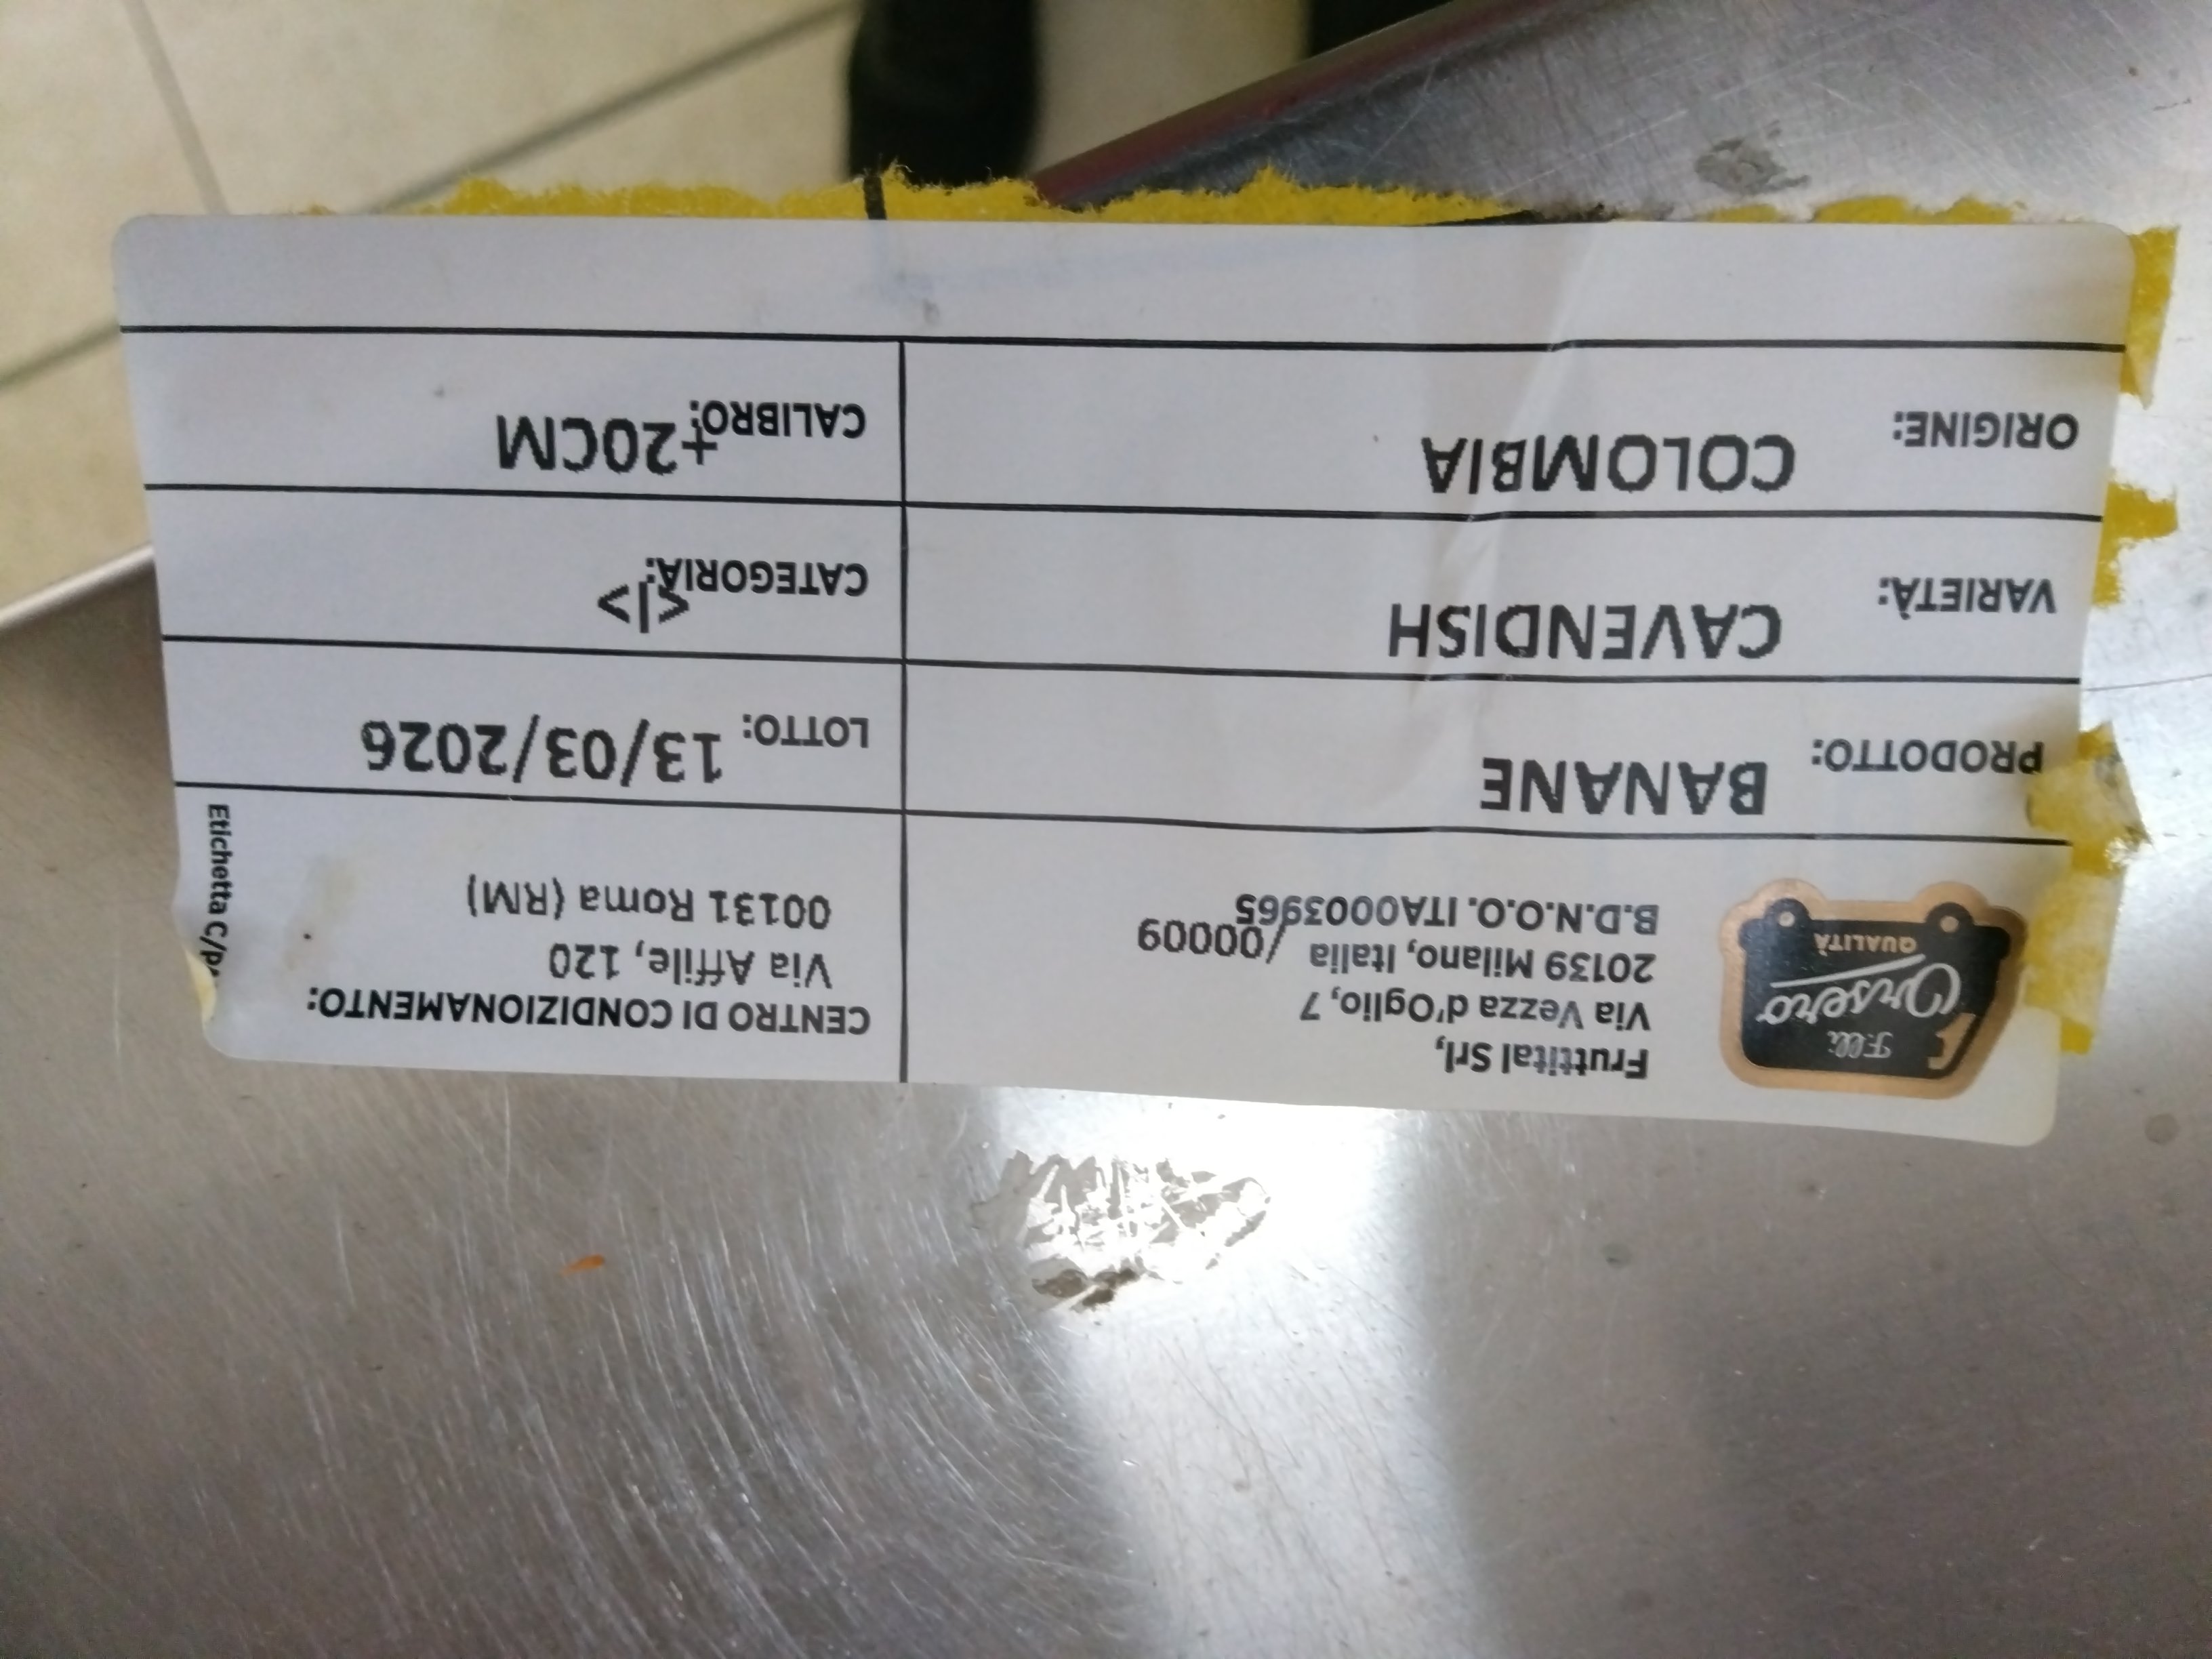 F.lli
Orsero
QUALITÀ
Fruttital Srl,
Via Vezza d'Oglio, 7
20139 Milano, Italia
B.D.N.O.O. ITA0003965
/00009
CENTRO DI CONDIZIONAMENTO:
Via Affile, 120
00131 Roma (RM)
Etichetta
PRODOTTO: BANANE
LOTTO: 13/03/2026
VARIETÀ: CAVENDISH
CATEGORIA: <I>
ORIGINE: COLOMBIA
CALIBRO: +20CM